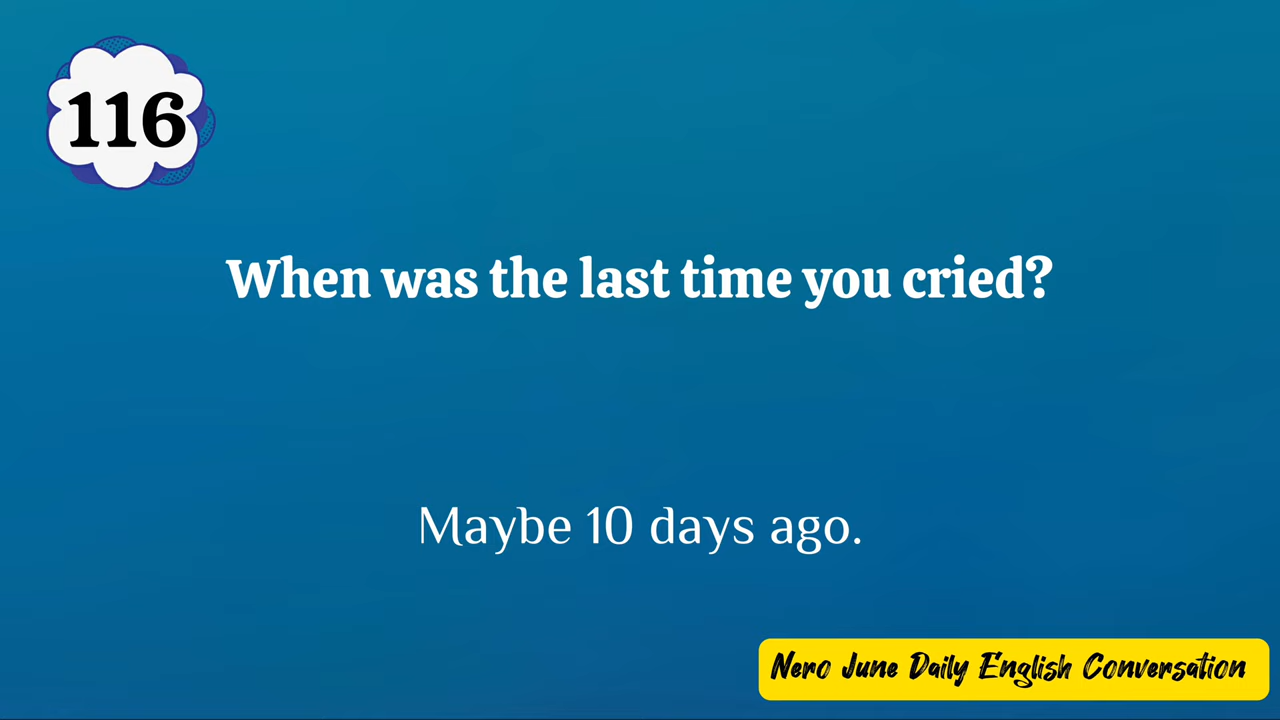 116
When was the last time you cried?
Maybe 10 days ago.
Nero June Daily English Conversation